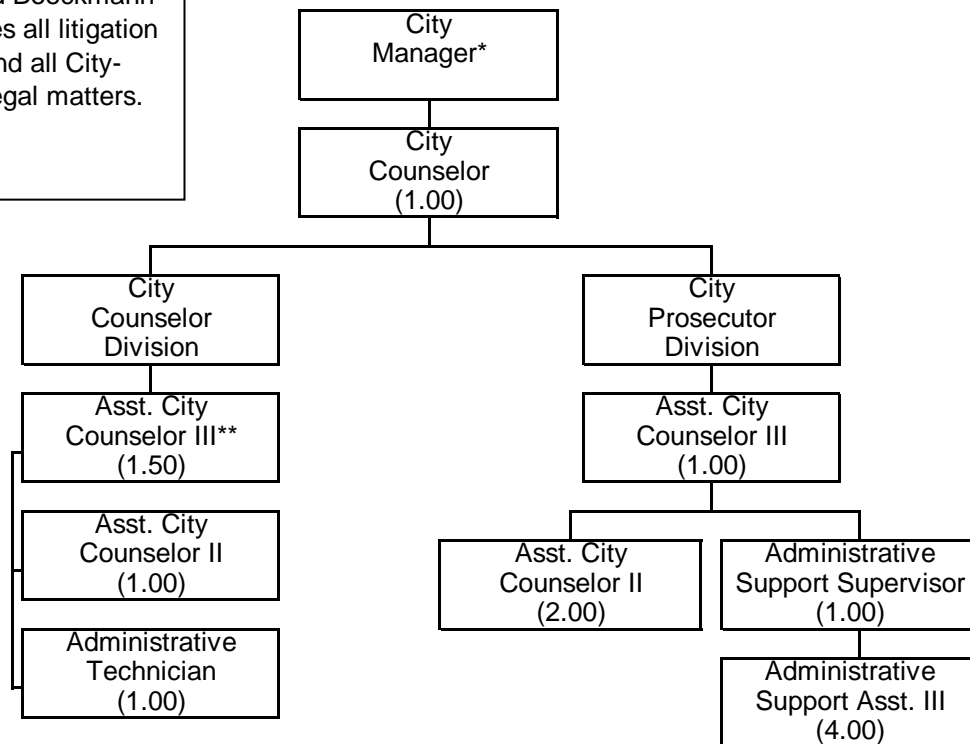 es all litigation
nd all City-
egal matters.
City
Manager*
City
Counselor
(1.00)
City
Counselor
Division
City
Prosecutor
Division
Asst. City
Counselor III**
(1.50)
Asst. City
Counselor II
(1.00)
Administrative
Technician
(1.00)
Asst. City
Counselor III
(1.00)
Asst. City
Counselor II
(2.00)
Administrative
Support Supervisor
(1.00)
Administrative
Support Asst. III
(4.00)